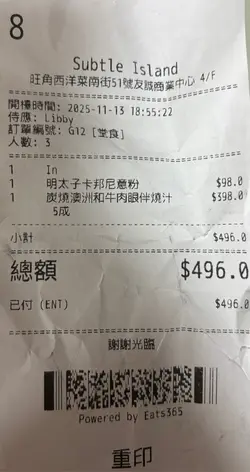 8
Subtle Island
旺角西洋菜南街51號友誠商業中心 4/F
開檯時間: 2025-11-13 18:55:22
侍應: Libby
訂單編號: G12 [堂食]
人數: 3
1 In
1 明太子卡邦尼意粉 $98.0
1 炭燒澳洲和牛肉眼伴燒汁 $398.0
5成
小計 $496.0
總額 $496.0
已付 (ENT) $496.0
謝謝光臨
Powered by Eats365
重印